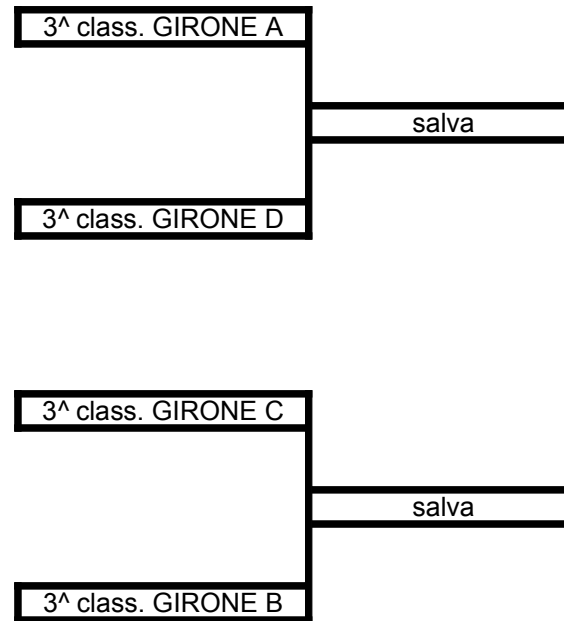 3^ class. GIRONE A
salva
3^ class. GIRONE D
3^ class. GIRONE C
salva
3^ class. GIRONE B